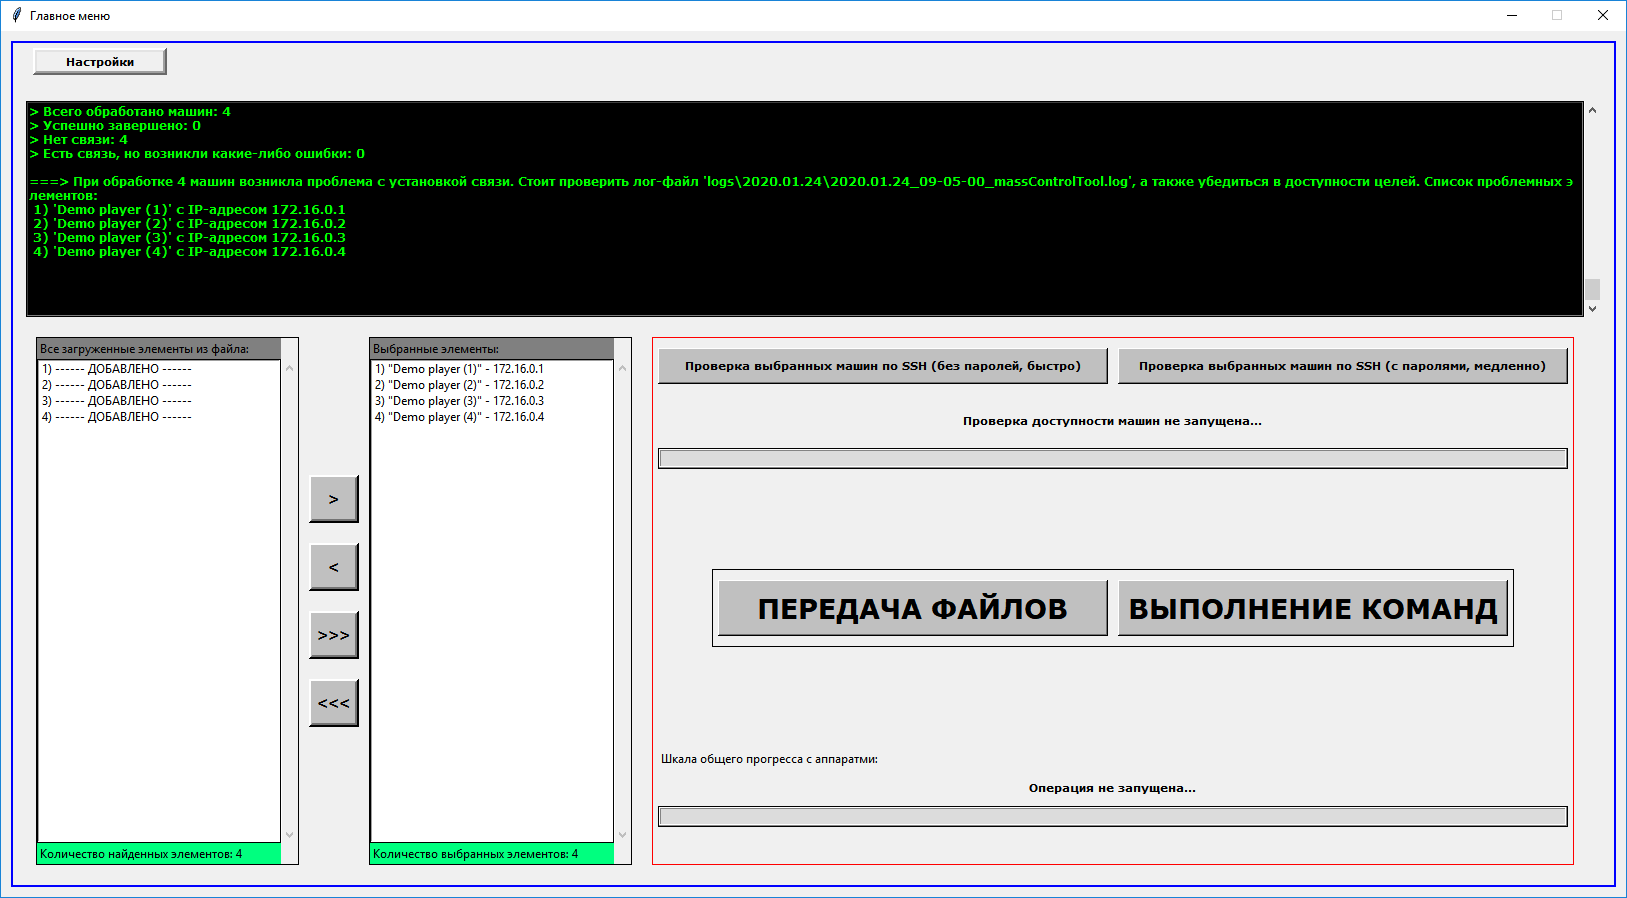 Главное меню
Настройки
> Всего обработано машин: 4
> Успешно завершено: 0
> Нет связи: 4
> Есть связь, но возникли какие-либо ошибки: 0
===> При обработке 4 машин возникла проблема с установкой связи. Стоит проверить лог-файл 'logs\2020.01.24\2020.01.24_09-05-00_massControlTool.log', а также убедиться в доступности целей. Список проблемных э
лементов:
1) 'Demo player (1)' с IP-адресом 172.16.0.1
2) 'Demo player (2)' с IP-адресом 172.16.0.2
3) 'Demo player (3)' с IP-адресом 172.16.0.3
4) 'Demo player (4)' с IP-адресом 172.16.0.4
Все загруженные элементы из файла:
1) ------ ДОБАВЛЕНО ------
2) ------ ДОБАВЛЕНО ------
3) ------ ДОБАВЛЕНО ------
4) ------ ДОБАВЛЕНО ------
Количество найденных элементов: 4
>
<
>>>
<<<
Выбранные элементы:
1) "Demo player (1)" - 172.16.0.1
2) "Demo player (2)" - 172.16.0.2
3) "Demo player (3)" - 172.16.0.3
4) "Demo player (4)" - 172.16.0.4
Количество выбранных элементов: 4
Проверка выбранных машин по SSH (без паролей, быстро)
Проверка выбранных машин по SSH (с паролями, медленно)
Проверка доступности машин не запущена...
ПЕРЕДАЧА ФАЙЛОВ
ВЫПОЛНЕНИЕ КОМАНД
Шкала общего прогресса с аппаратми:
Операция не запущена...